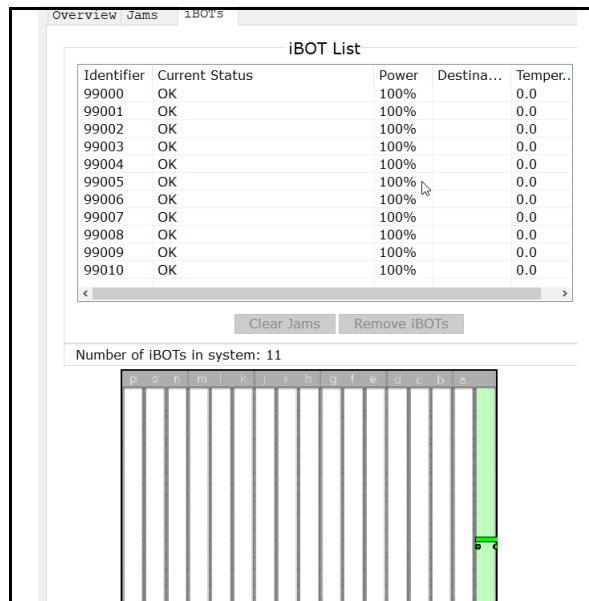 Overview Jams iBOTs
iBOT List
Identifier Current Status Power Destina... Temper..
99000 OK 100% 0.0
99001 OK 100% 0.0
99002 OK 100% 0.0
99003 OK 100% 0.0
99004 OK 100% 0.0
99005 OK 100% 0.0
99006 OK 100% 0.0
99007 OK 100% 0.0
99008 OK 100% 0.0
99009 OK 100% 0.0
99010 OK 100% 0.0
Clear Jams Remove iBOTs
Number of iBOTs in system: 11
p o n m l k j i h g f e d c b a